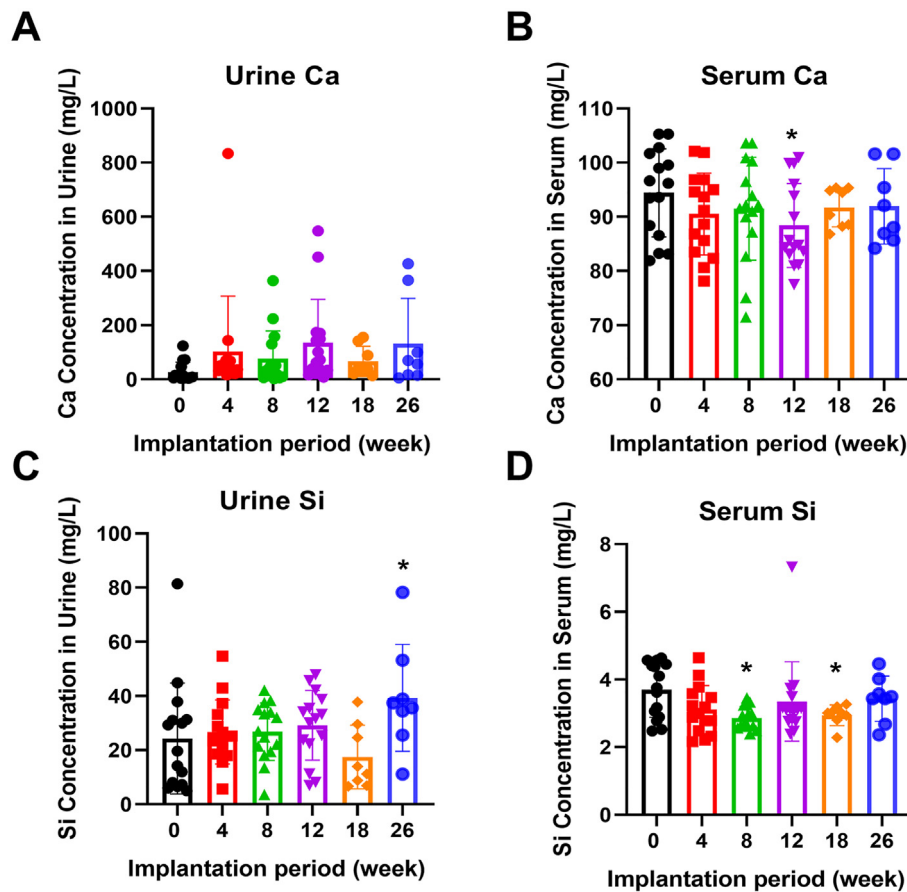 A
Urine Ca
Ca Concentration in Urine (mg/L)
1000
800
600
400
200
0
0 4 8 12 18 26
Implantation period (week)
B
Serum Ca
Ca Concentration in Serum (mg/L)
110
100
90
80
70
60
*
0 4 8 12 18 26
Implantation period (week)
C
Urine Si
Si Concentration in Urine (mg/L)
100
80
60
40
20
0
*
0 4 8 12 18 26
Implantation period (week)
D
Serum Si
Si Concentration in Serum (mg/L)
8
6
4
2
0
* *
0 4 8 12 18 26
Implantation period (week)